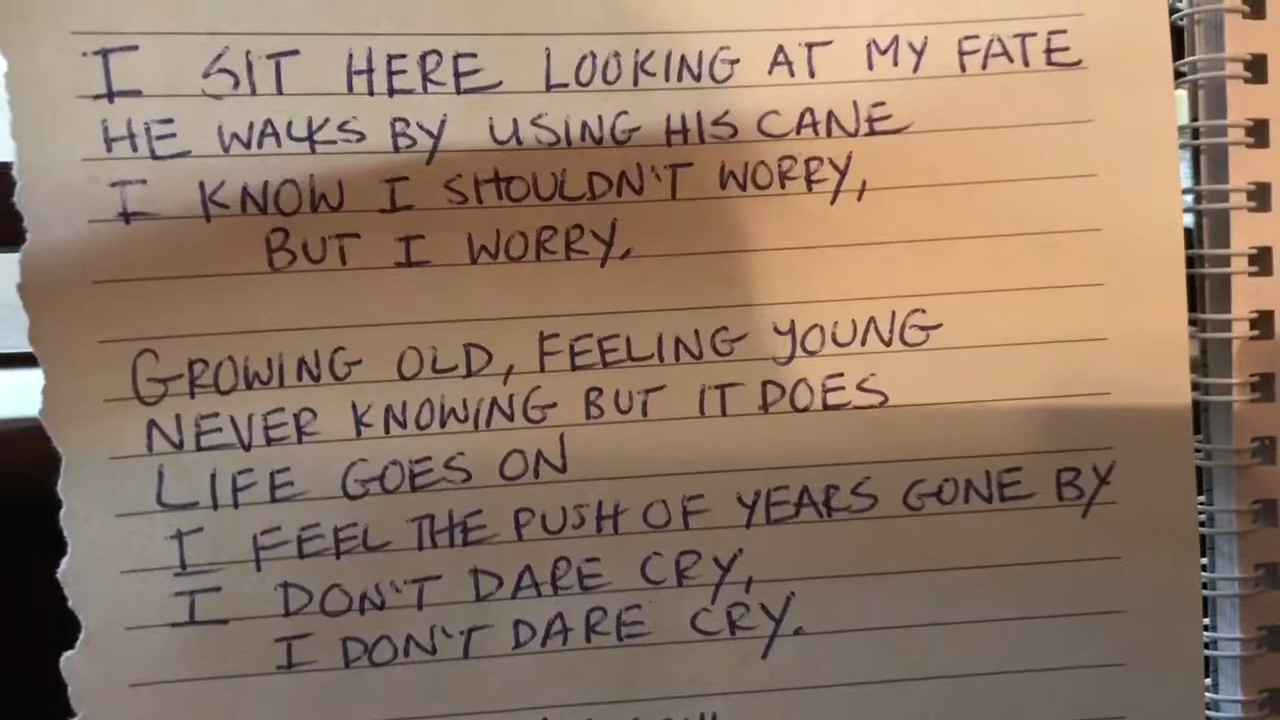 I SIT HERE LOOKING AT MY FATE
HE WALKS BY USING HIS CANE
I KNOW I SHOULDN'T WORRY,
BUT I WORRY.
GROWING OLD, FEELING YOUNG
NEVER KNOWING BUT IT DOES
LIFE GOES ON
I FEEL THE PUSH OF YEARS GONE BY
I DON'T DARE CRY,
I DON'T DARE CRY.